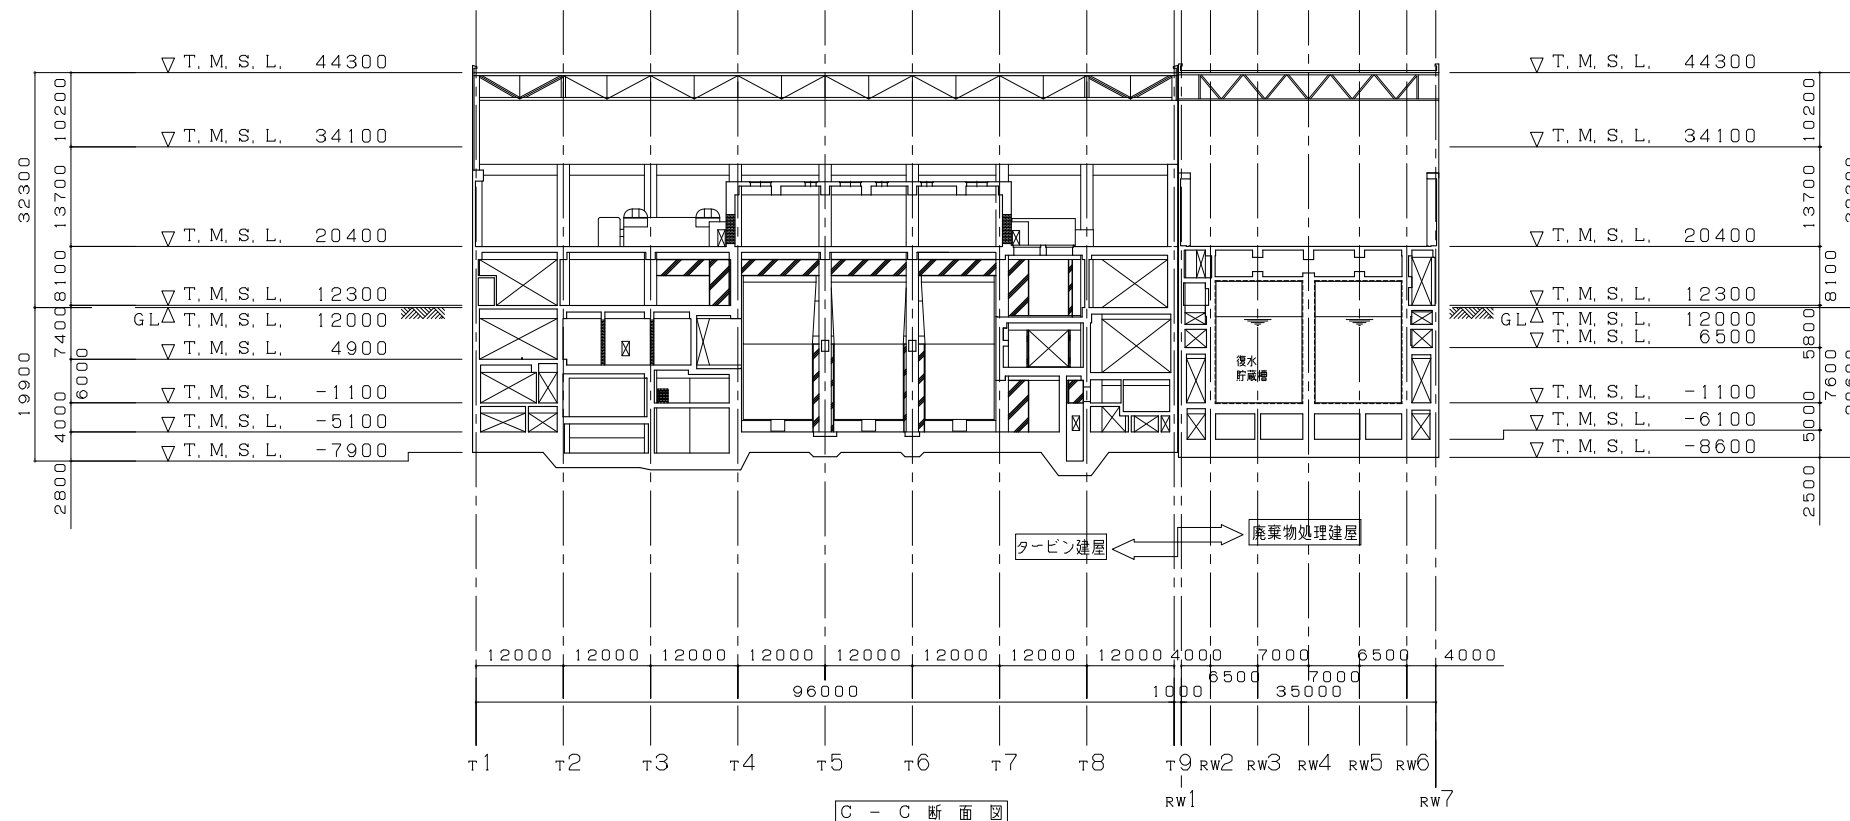 T.M.S.L. 44300
T.M.S.L. 34100
T.M.S.L. 20400
T.M.S.L. 12300
GL T.M.S.L. 12000
T.M.S.L. 4900
T.M.S.L. -1100
T.M.S.L. -5100
T.M.S.L. -7900
32300
19900
10200
13700
8100
7400
6000
4000
2800
T.M.S.L. 44300
T.M.S.L. 34100
T.M.S.L. 20400
T.M.S.L. 12300
GL T.M.S.L. 12000
T.M.S.L. 6500
T.M.S.L. -1100
T.M.S.L. -6100
T.M.S.L. -8600
10200
13700
8100
5800
7600
5000
2500
復水
貯蔵槽
タービン建屋
廃棄物処理建屋
12000 12000 12000 12000 12000 12000 12000 12000 4000 7000 6500 4000
6500 7000
96000 1000 35000
T1 T2 T3 T4 T5 T6 T7 T8 T9 RW2 RW3 RW4 RW5 RW6
RW1 RW7
C - C 断面図